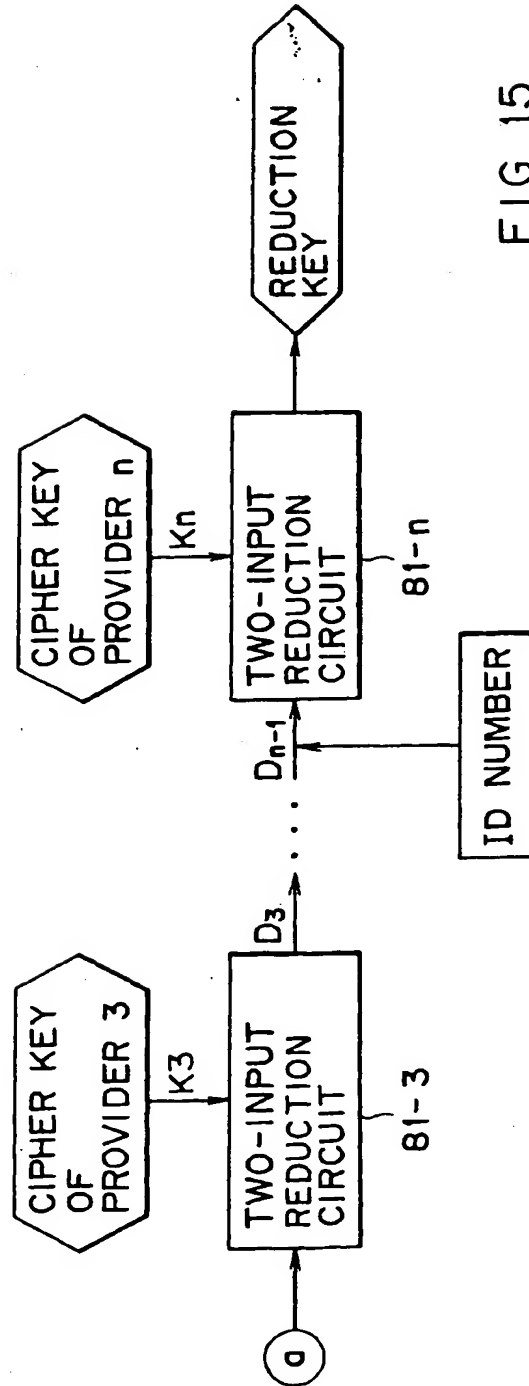 CIPHER KEY
OF
PROVIDER 3
K3
a
TWO-INPUT
REDUCTION
CIRCUIT
81-3
D3
. . .
Dn-1
ID NUMBER
CIPHER KEY
OF
PROVIDER n
Kn
TWO-INPUT
REDUCTION
CIRCUIT
81-n
REDUCTION
KEY
FIG. 15